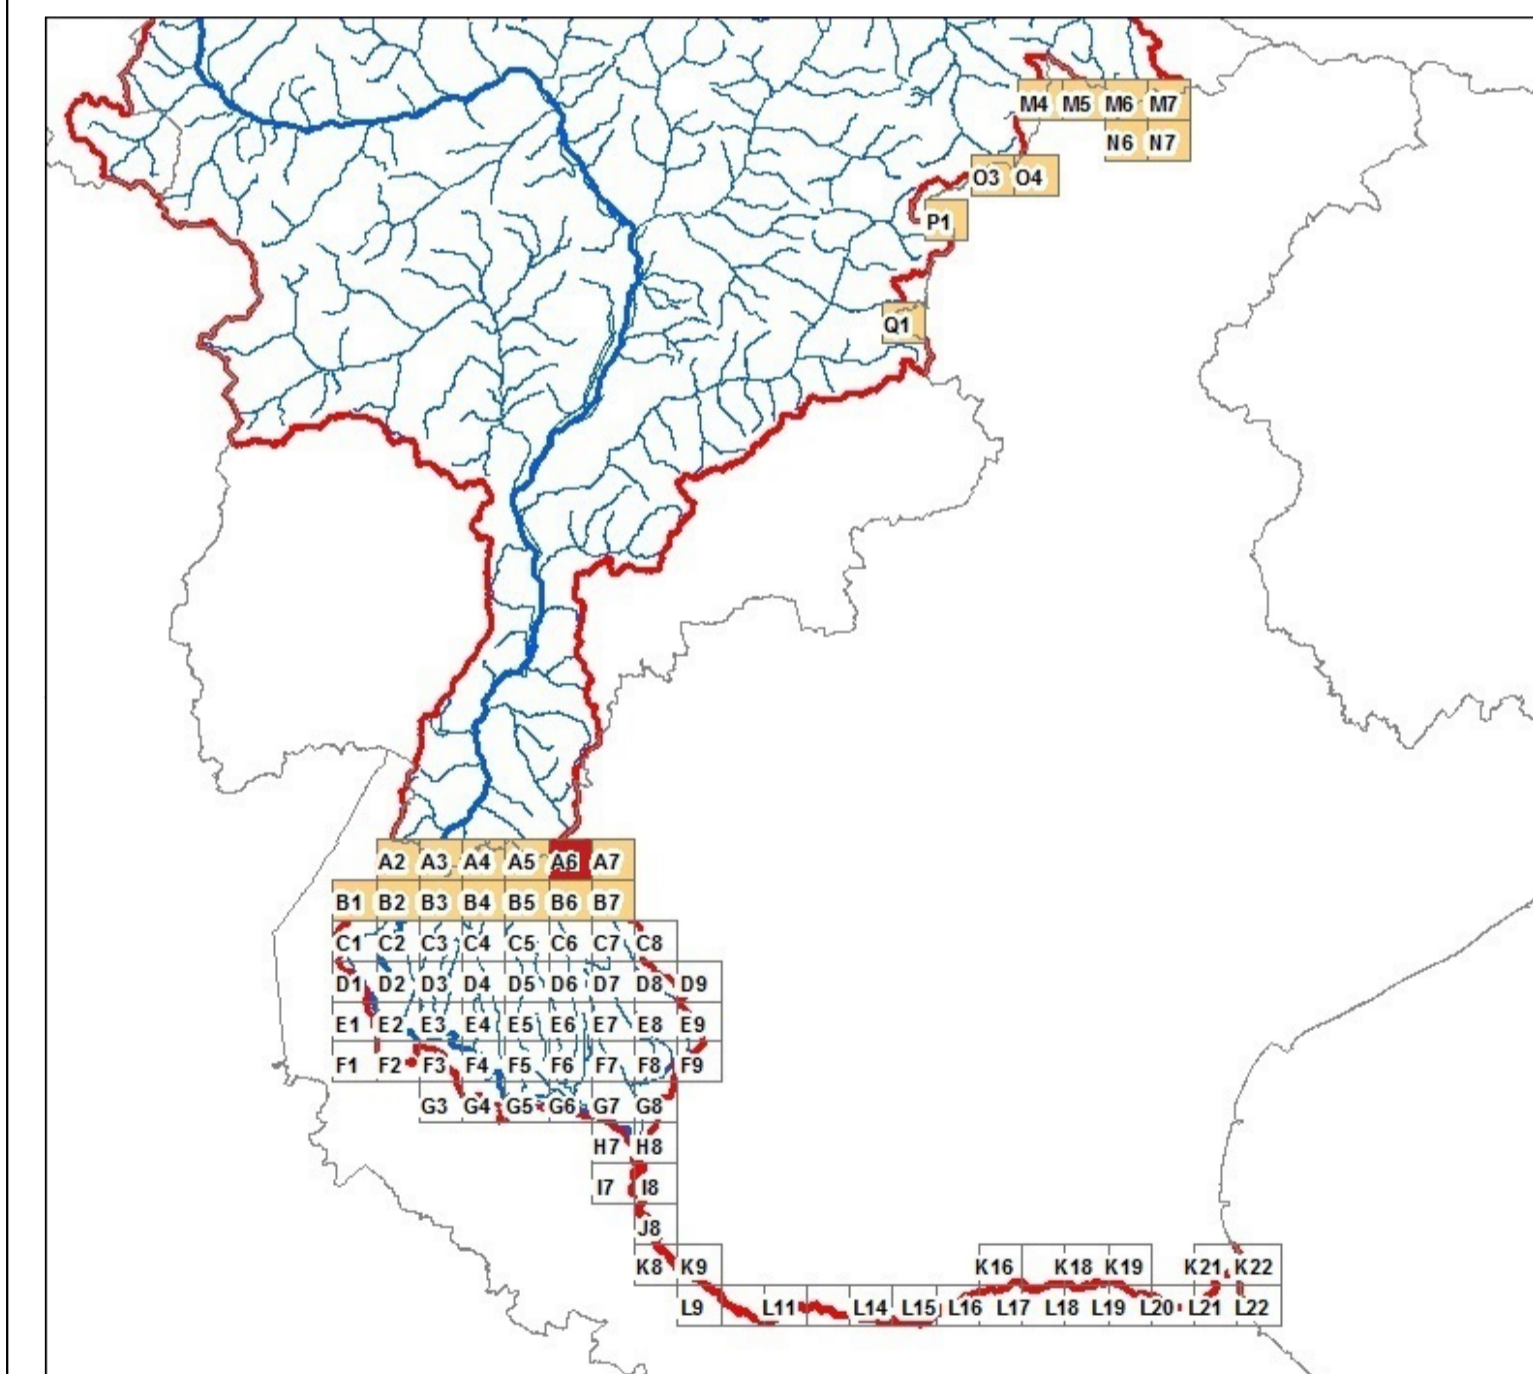 M4 M5 M6 M7
N6 N7
O3 O4
P1
Q1
A2 A3 A4 A5 A6 A7
B1 B2 B3 B4 B5 B6 B7
C1 C2 C3 C4 C5 C6 C7 C8
D1 D2 D3 D4 D5 D6 D7 D8 D9
E1 E2 E3 E4 E5 E6 E7 E8 E9
F1 F2 F3 F4 F5 F6 F7 F8 F9
G3 G4 G5 G6 G7 G8
H7 H8
I7 I8
J8
K8 K9 K16 K18 K19 K21 K22
L9 L11 L14 L15 L16 L17 L18 L19 L20 L21 L22